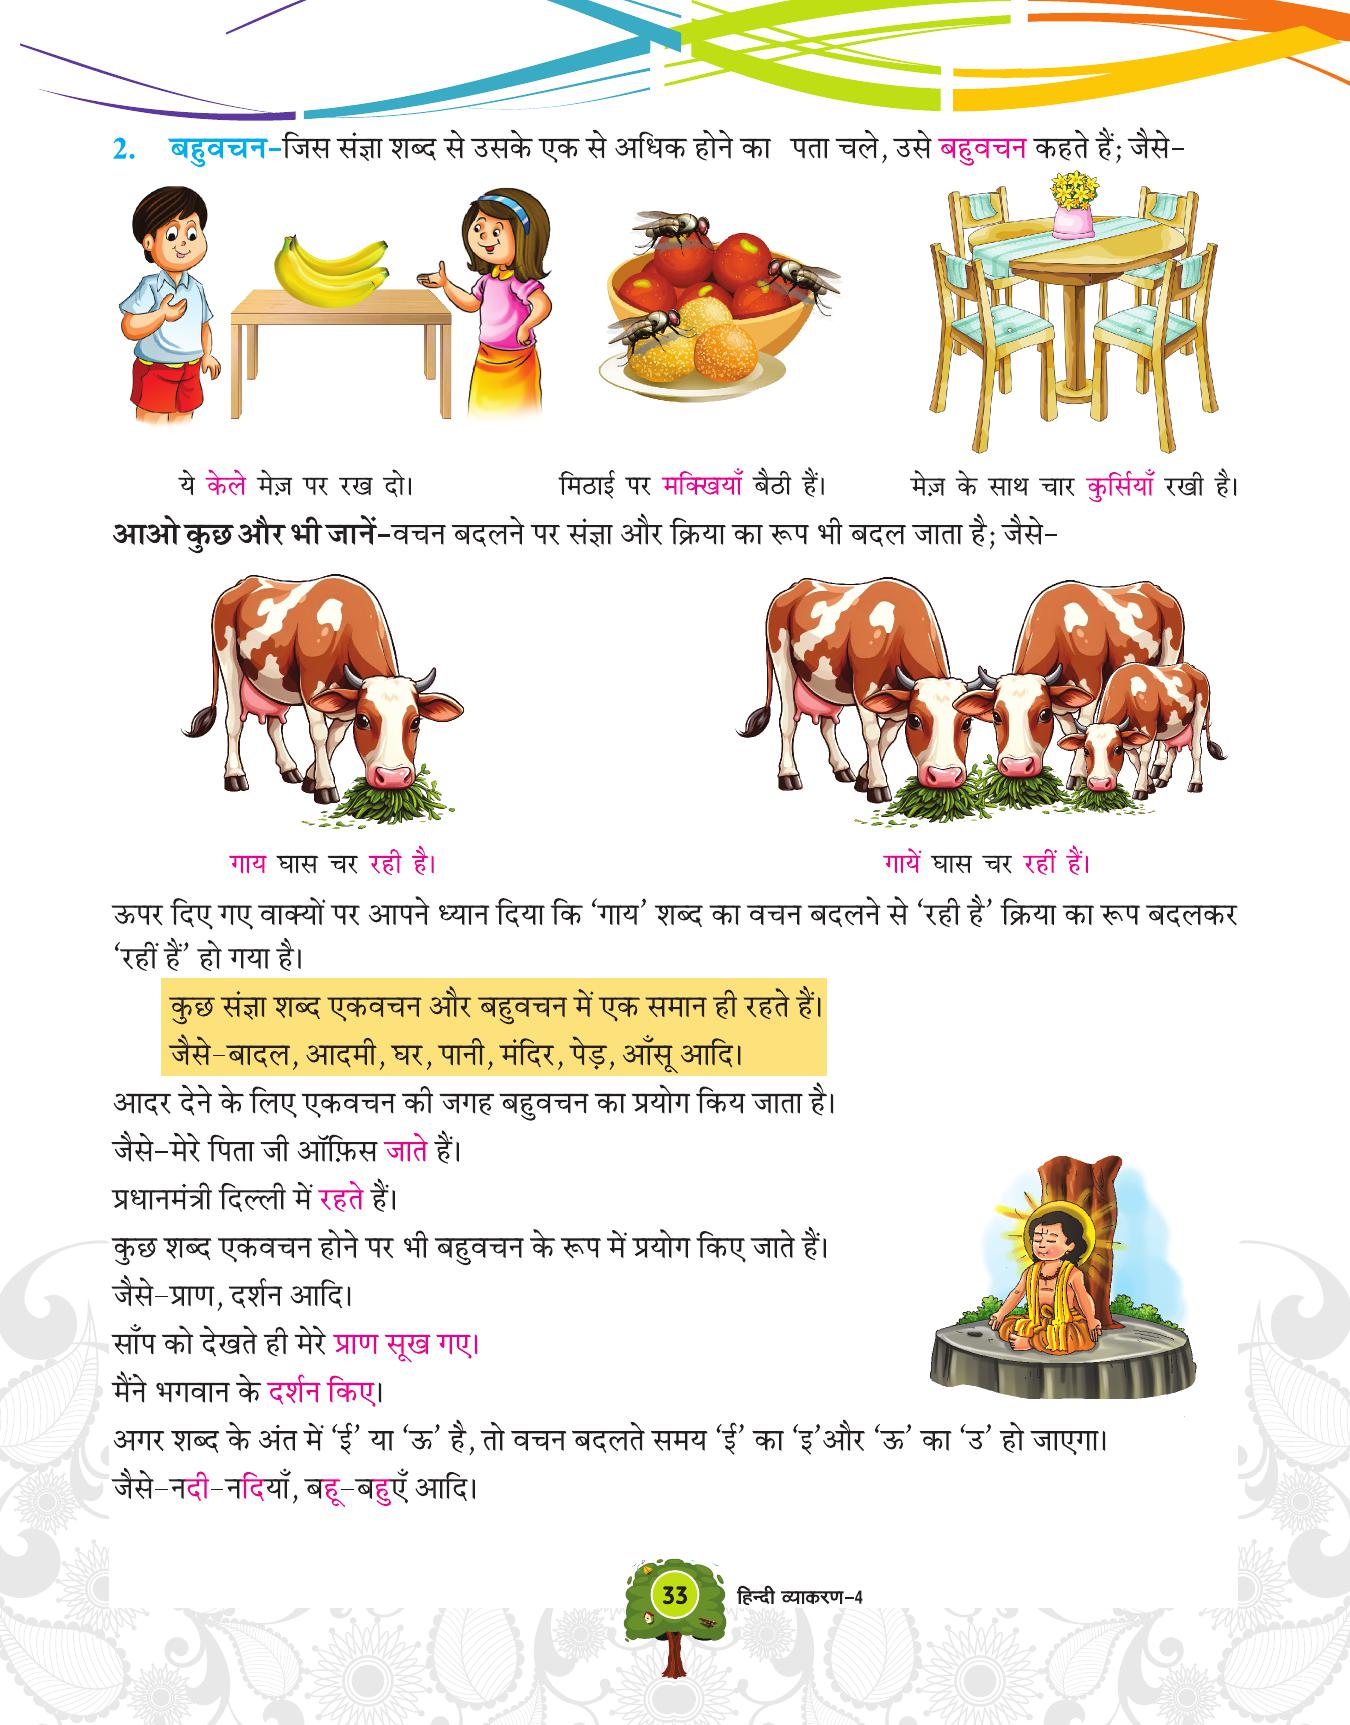 2. बहुवचन–जिस संज्ञा शब्द से उसके एक से अधिक होने का पता चले, उसे बहुवचन कहते हैं; जैसे–
ये केले मेज़ पर रख दो।
मिठाई पर मक्खियाँ बैठी हैं।
मेज़ के साथ चार कुर्सियाँ रखी है।
आओ कुछ और भी जानें–वचन बदलने पर संज्ञा और क्रिया का रूप भी बदल जाता है; जैसे–
गाय घास चर रही है।
गायें घास चर रहीं हैं।
ऊपर दिए गए वाक्यों पर आपने ध्यान दिया कि ‘गाय’ शब्द का वचन बदलने से ‘रही है’ क्रिया का रूप बदलकर
‘रहीं हैं’ हो गया है।
कुछ संज्ञा शब्द एकवचन और बहुवचन में एक समान ही रहते हैं।
जैसे–बादल, आदमी, घर, पानी, मंदिर, पेड़, आँसू आदि।
आदर देने के लिए एकवचन की जगह बहुवचन का प्रयोग किय जाता है।
जैसे–मेरे पिता जी ऑफ़िस जाते हैं।
प्रधानमंत्री दिल्ली में रहते हैं।
कुछ शब्द एकवचन होने पर भी बहुवचन के रूप में प्रयोग किए जाते हैं।
जैसे–प्राण, दर्शन आदि।
साँप को देखते ही मेरे प्राण सूख गए।
मैंने भगवान के दर्शन किए।
अगर शब्द के अंत में ‘ई’ या ‘ऊ’ है, तो वचन बदलते समय ‘ई’ का ‘इ’और ‘ऊ’ का ‘उ’ हो जाएगा।
जैसे–नदी–नदियाँ, बहू–बहुएँ आदि।
33 हिन्दी व्याकरण–4